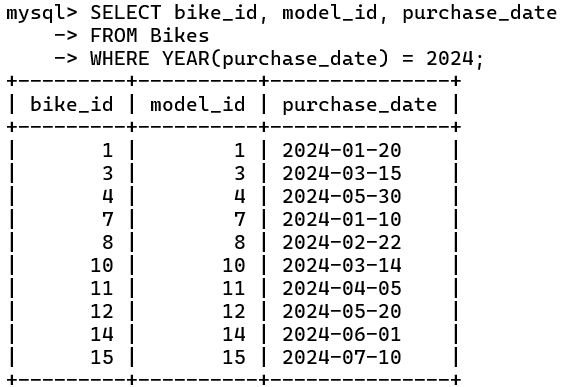 mysql> SELECT bike_id, model_id, purchase_date
    -> FROM Bikes
    -> WHERE YEAR(purchase_date) = 2024;
+---------+----------+---------------+
| bike_id | model_id | purchase_date |
+---------+----------+---------------+
|       1 |        1 | 2024-01-20    |
|       3 |        3 | 2024-03-15    |
|       4 |        4 | 2024-05-30    |
|       7 |        7 | 2024-01-10    |
|       8 |        8 | 2024-02-22    |
|      10 |       10 | 2024-03-14    |
|      11 |       11 | 2024-04-05    |
|      12 |       12 | 2024-05-20    |
|      14 |       14 | 2024-06-01    |
|      15 |       15 | 2024-07-10    |
+---------+----------+---------------+